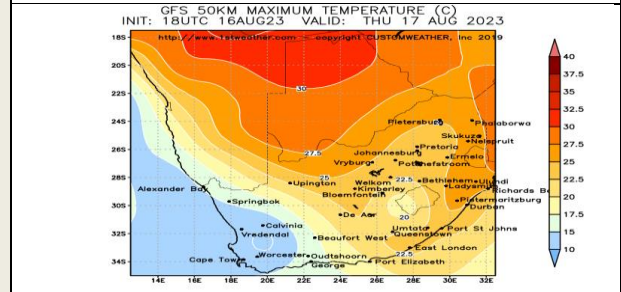 GFS 50KM MAXIMUM TEMPERATURE (C)
INIT: 18UTC 16AUG23 VALID: THU 17 AUG 2023
http://www.1stweather.com -- copyright CUSTOMWEATHER, Inc 2019
18S
20S
22S
24S
26S
28S
30S
32S
34S
14E 16E 18E 20E 22E 24E 26E 28E 30E 32E
30
27.5
25
22.5
20
22.5
Pietersburg
Phalaborwa
Skukuza
Nelspruit
Pretoria
Johannesburg
Ermelo
Vryburg
Potchefstroom
Upington
Welkom
Kimberley
Bloemfontein
Bethlehem
Ulundi
Ladysmith
Richards B
Alexander Ba
Springbok
De Aar
Pietermaritzburg
Durban
Calvinia
Vredendal
Beaufort West
Umtata
Queenstown
Port St Johns
East London
Cape Town
Worcester
Oudtshoorn
George
Port Elizabeth
40
37.5
35
32.5
30
27.5
25
22.5
20
17.5
15
10